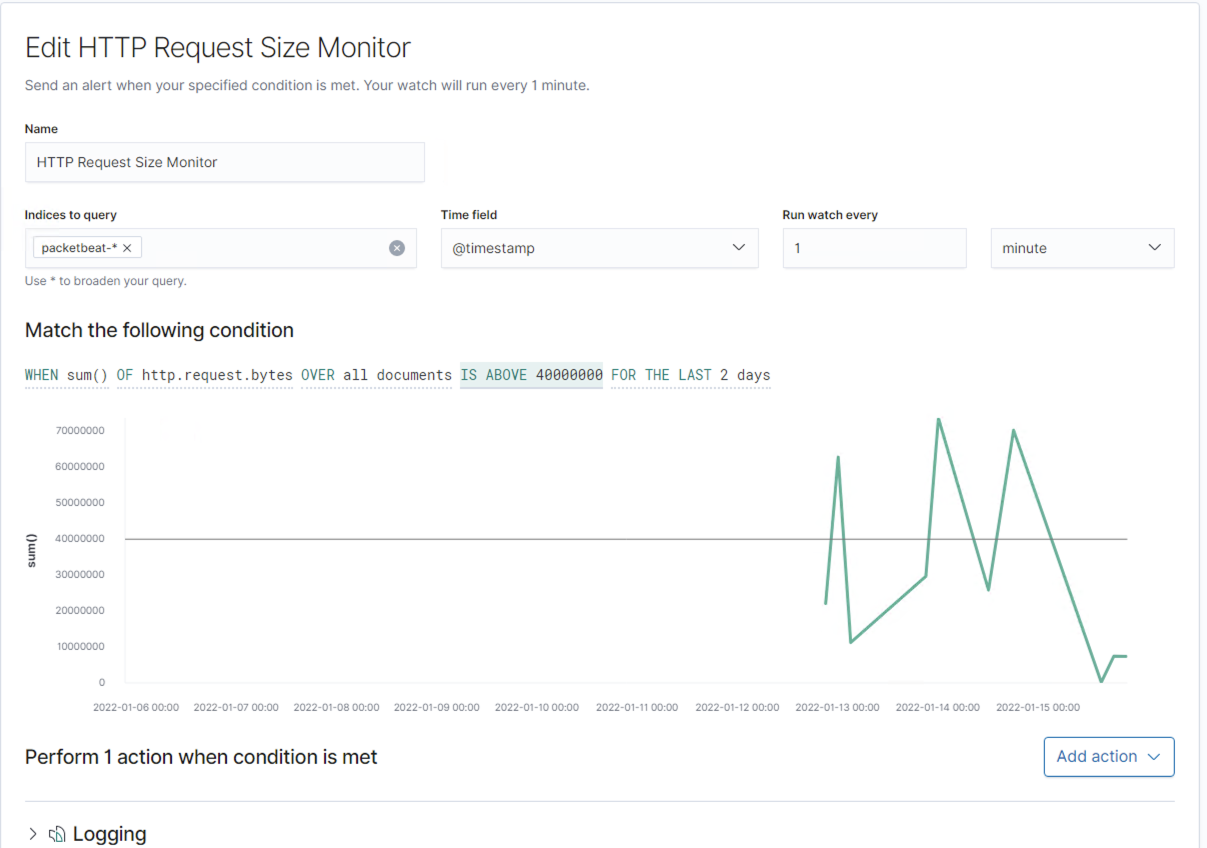 Edit HTTP Request Size Monitor
Send an alert when your specified condition is met. Your watch will run every 1 minute.
Name
HTTP Request Size Monitor
Indices to query Time field Run watch every
packetbeat-* @timestamp 1 minute
Use * to broaden your query.
Match the following condition
WHEN sum() OF http.request.bytes OVER all documents IS ABOVE 40000000 FOR THE LAST 2 days
70000000
60000000
50000000
40000000
30000000
20000000
10000000
0
sum()
2022-01-06 00:00 2022-01-07 00:00 2022-01-08 00:00 2022-01-09 00:00 2022-01-10 00:00 2022-01-11 00:00 2022-01-12 00:00 2022-01-13 00:00 2022-01-14 00:00 2022-01-15 00:00
Perform 1 action when condition is met Add action
Logging